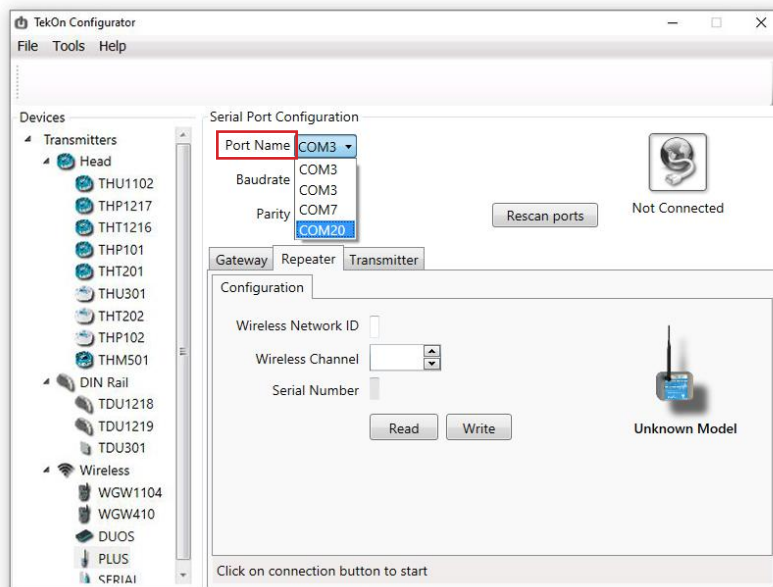 TekOn Configurator
File Tools Help
Devices
Transmitters
Head
THU1102
THP1217
THT1216
THP101
THT201
THU301
THT202
THP102
THM501
DIN Rail
TDU1218
TDU1219
TDU301
Wireless
WGW1104
WGW410
DUOS
PLUS
SERIAL
Serial Port Configuration
Port Name COM3
COM3
COM3
COM7
COM20
Baudrate
Parity
Rescan ports
Not Connected
Gateway Repeater Transmitter
Configuration
Wireless Network ID
Wireless Channel
Serial Number
Read Write
Unknown Model
Click on connection button to start